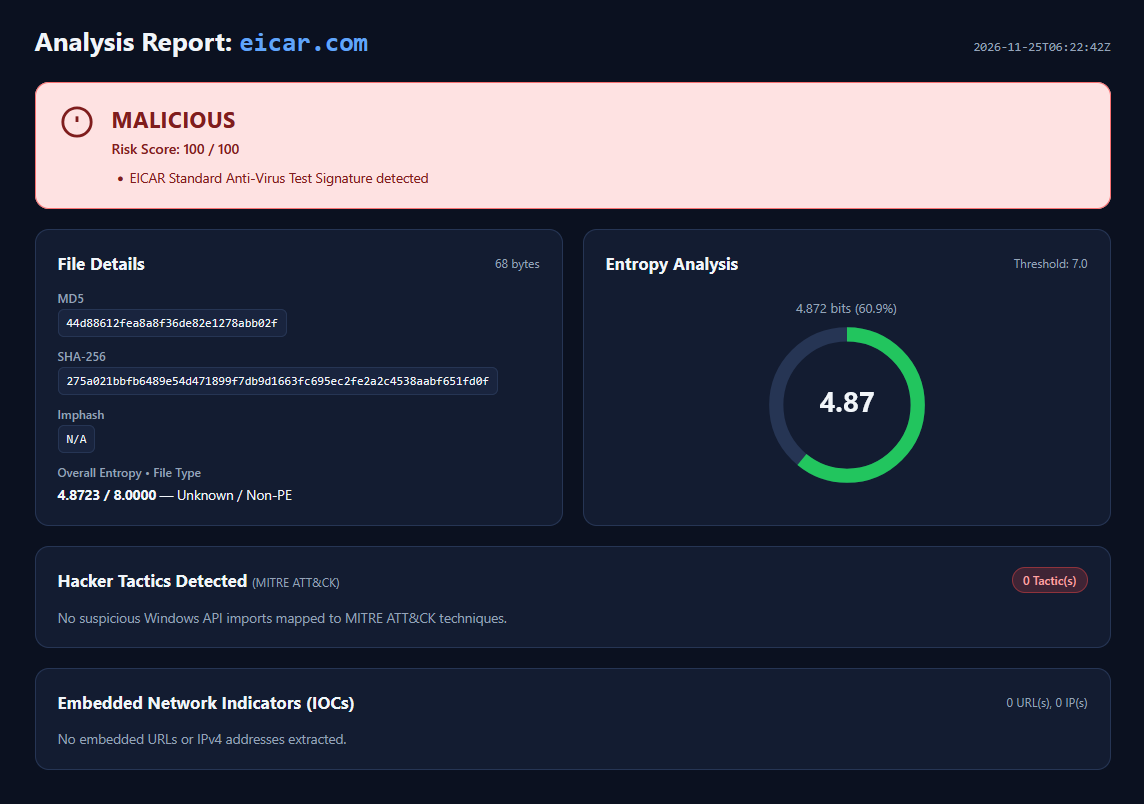 Analysis Report: eicar.com
2026-11-25T06:22:42Z
MALICIOUS
Risk Score: 100 / 100
• EICAR Standard Anti-Virus Test Signature detected
File Details
68 bytes
MD5
44d88612fea8a8f36de82e1278abb02f
SHA-256
275a021bbfb6489e54d471899f7db9d1663fc695ec2fe2a2c4538aabf651fd0f
Imphash
N/A
Overall Entropy • File Type
4.8723 / 8.0000 — Unknown / Non-PE
Entropy Analysis
Threshold: 7.0
4.872 bits (60.9%)
4.87
Hacker Tactics Detected (MITRE ATT&CK)
0 Tactic(s)
No suspicious Windows API imports mapped to MITRE ATT&CK techniques.
Embedded Network Indicators (IOCs)
0 URL(s), 0 IP(s)
No embedded URLs or IPv4 addresses extracted.